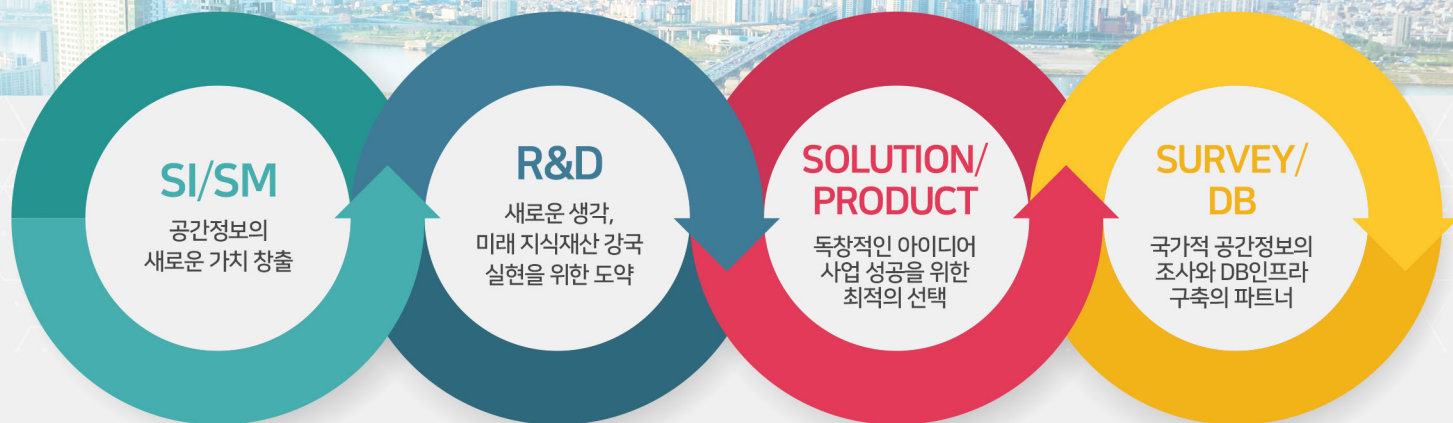 SI/SM
공간정보의
새로운 가치 창출
R&D
새로운 생각,
미래 지식재산 강국
실현을 위한 도약
SOLUTION/
PRODUCT
독창적인 아이디어
사업 성공을 위한
최적의 선택
SURVEY/
DB
국가적 공간정보의
조사와 DB인프라
구축의 파트너